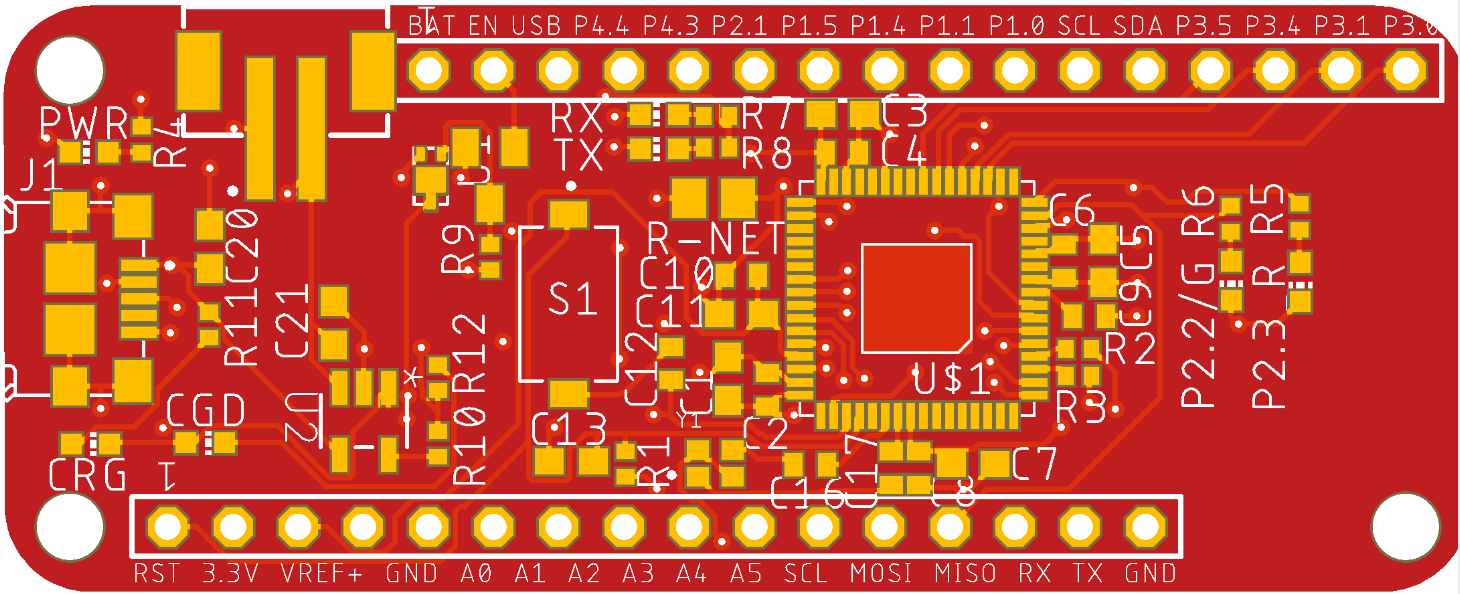 BAT EN USB P4.4 P4.3 P2.1 P1.5 P1.4 P1.1 P1.0 SCL SDA P3.5 P3.4 P3.1 P3.0
1
PWR
R4
RX
TX
R7
R8
C3
C4
J1
C20
R11
C21
R9
S1
R-NET
C10
C11
C12
C6
C5
C9
R2
R3
R6
R5
P2.2/G
P2.3 R
U$1
CGD
CRG
1
U2
*
R12
R10
C13
R1
C1
Y1
C2
C16
C17
C8
C7
RST 3.3V VREF+ GND A0 A1 A2 A3 A4 A5 SCL MOSI MISO RX TX GND